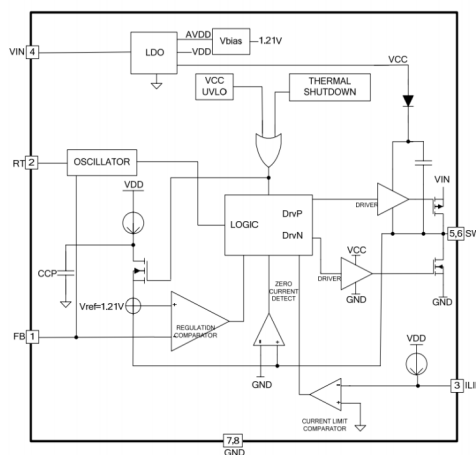 AVDD
Vbias
1.21V
VIN 4
LDO
VDD
VCC
VCC
UVLO
THERMAL
SHUTDOWN
RT 2
OSCILLATOR
VDD
VIN
DRIVER
LOGIC
DrvP
DrvN
5,6 SW
VCC
DRIVER
GND
GND
CCP
ZERO
CURRENT
DETECT
Vref=1.21V
REGULATION
COMPARATOR
FB 1
VDD
GND
3 ILI
CURRENT LIMIT
COMPARATOR
7,8
GND